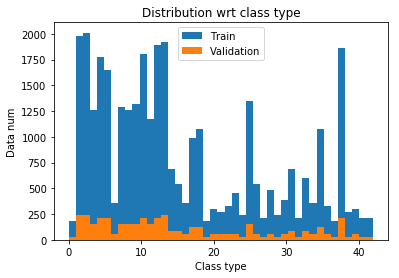 Distribution wrt class type
Train
Validation
Data num
2000
1750
1500
1250
1000
750
500
250
0
0 10 20 30 40
Class type